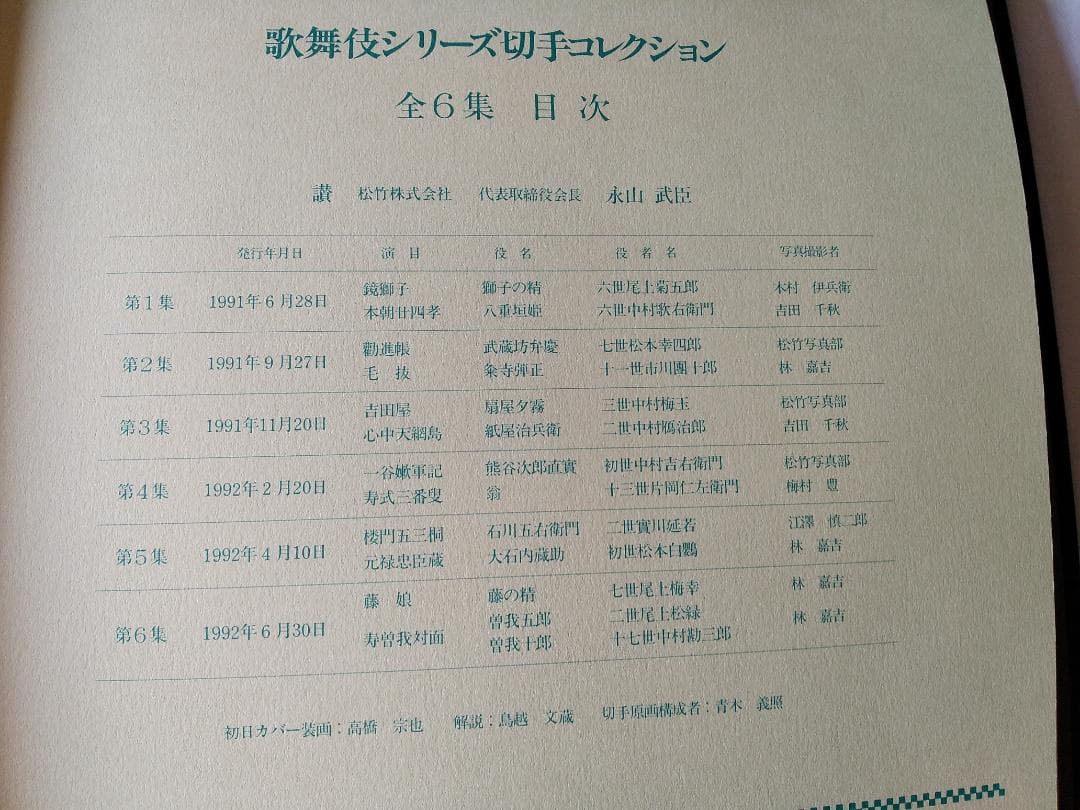 歌舞伎シリーズ切手コレクション
全6集 目次
讃 松竹株式会社 代表取締役会長 永山 武臣
発行年月日 演目 役名 役者名 写真撮影者
第1集 1991年6月28日 鏡獅子 獅子の精 六世尾上菊五郎 木村 伊兵衛
本朝廿四孝 八重垣姫 六世中村歌右衛門 吉田 千秋
第2集 1991年9月27日 勸進帳 武蔵坊弁慶 七世松本幸四郎 松竹写真部
毛抜 粂寺弾正 十一世市川團十郎 林 嘉吉
第3集 1991年11月20日 吉田屋 扇屋夕霧 三世中村梅玉 松竹写真部
心中天網島 紙屋治兵衛 二世中村鴈治郎 吉田 千秋
第4集 1992年2月20日 一谷嫰軍記 熊谷次郎直實 初世中村吉右衛門 松竹写真部
寿式三番叟 翁 十三世片岡仁左衛門 梅村 豊
第5集 1992年4月10日 楼門五三桐 石川五右衛門 二世實川延若 江澤 慎二郎
元禄忠臣蔵 大石内蔵助 初世松本白鸚 林 嘉吉
第6集 1992年6月30日 藤娘 藤の精 七世尾上梅幸 林 嘉吉
寿曽我対面 曽我五郎 二世尾上松緑 林 嘉吉
曽我十郎 十七世中村勘三郎
初日カバー装画：高橋 宗也 解説：鳥越 文蔵 切手原画構成者：青木 義照